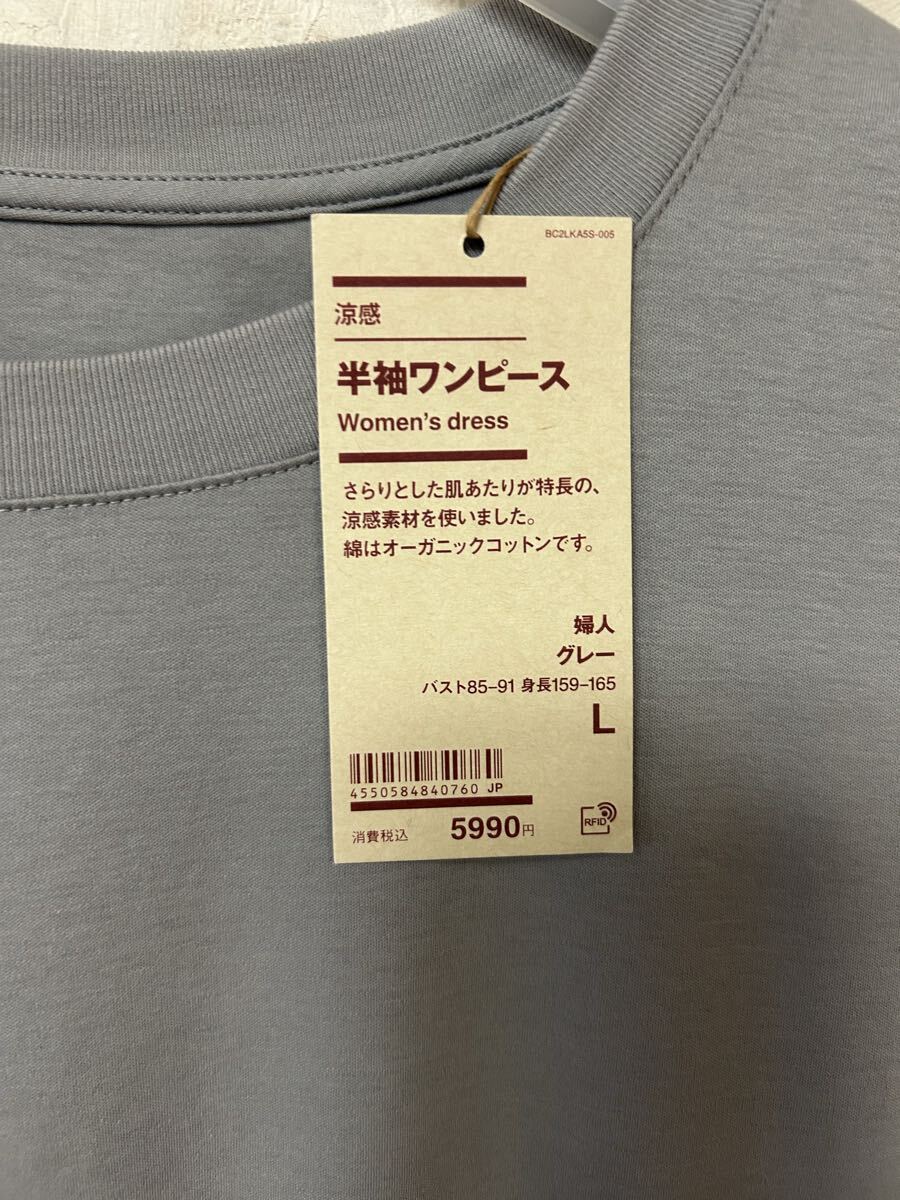 BC2LKA5S-005
涼感
半袖ワンピース
Women's dress
さらりとした肌あたりが特長の、
涼感素材を使いました。
綿はオーガニックコットンです。
婦人
グレー
バスト85–91 身長159–165
L
4550584840760 JP
消費税込 5990円
RFID